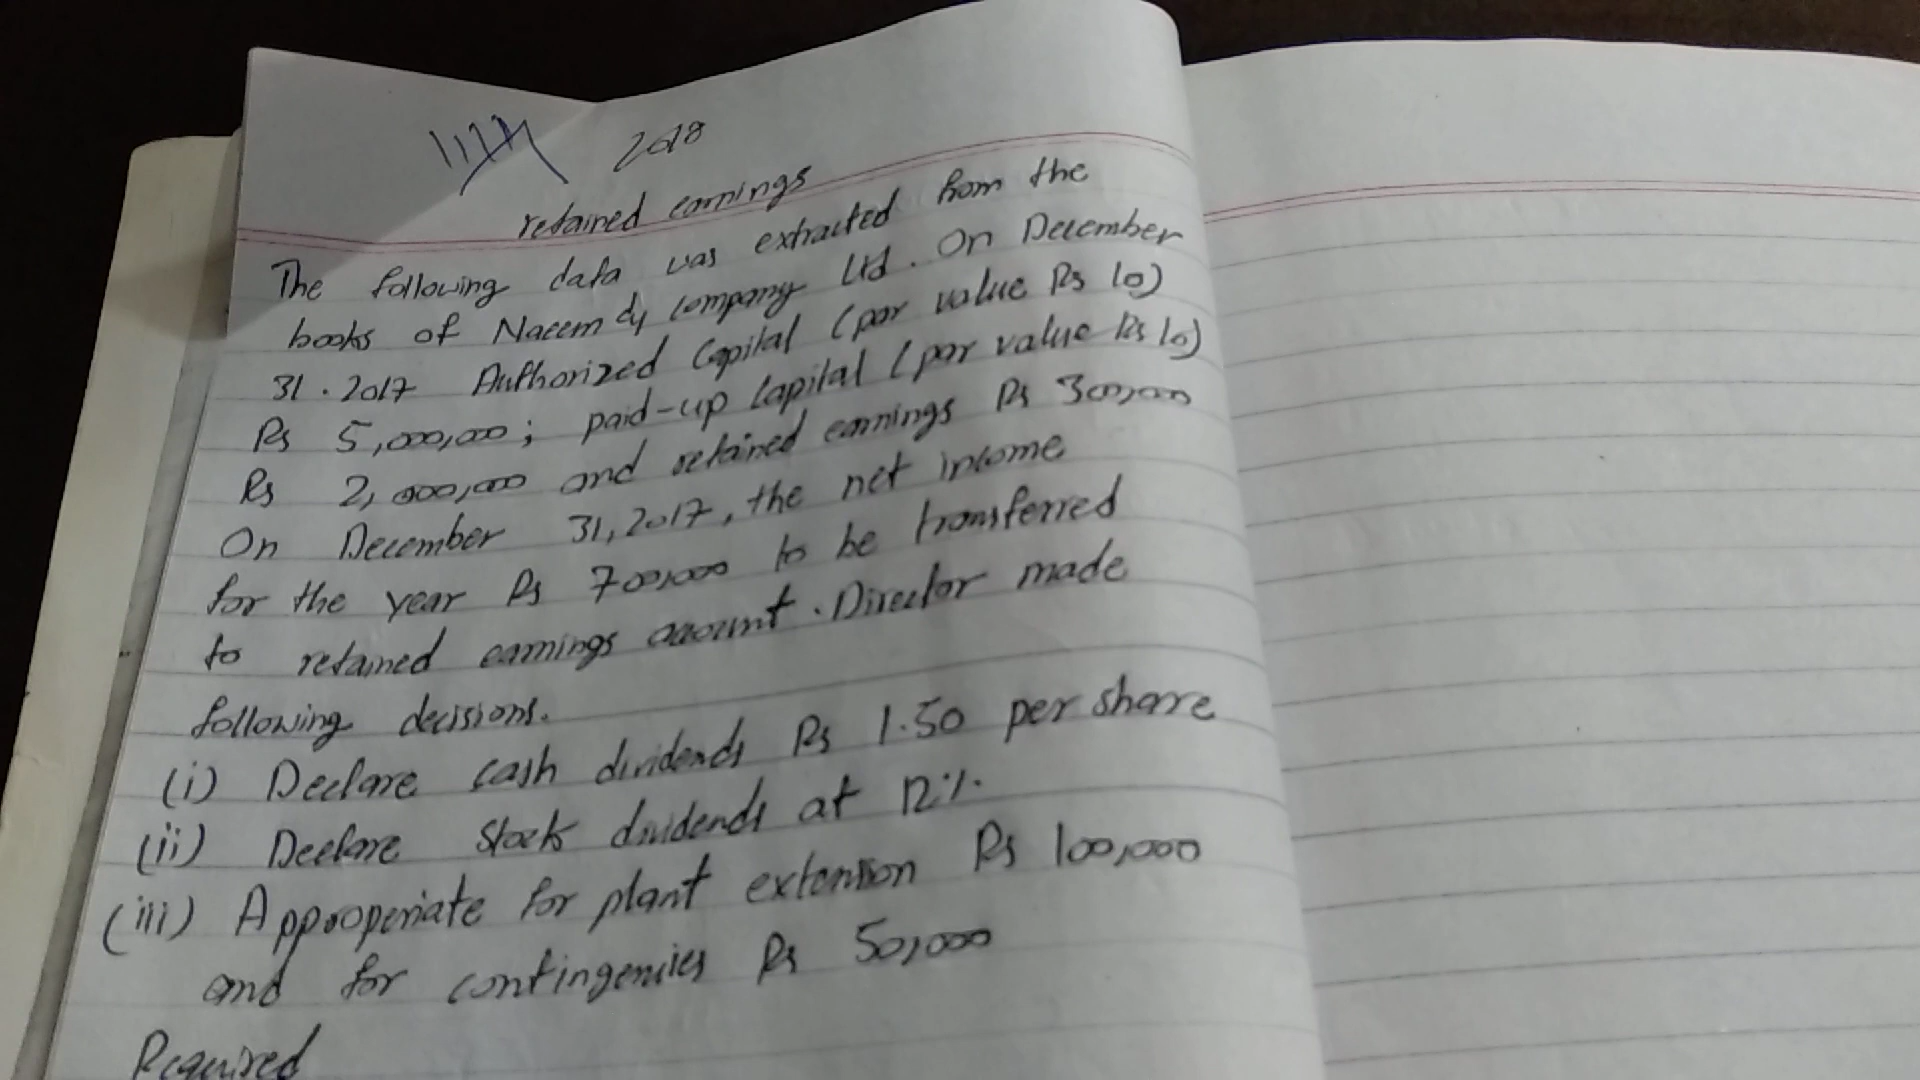 2018
retained earnings
The following data was extracted from the
books of Naeem dy company Ltd. On December
31.2017 Authorized Capital (par value Rs 10)
Rs 5,000,000; paid-up Capital (par value Rs 10)
Rs 2,000,000 and retained earnings Rs 300,000
On December 31, 2017, the net income
for the year Rs 700,000 to be transferred
to retained earnings account. Director made
following decisions.
(i) Declare cash dividends Rs 1.50 per share
(ii) Declare Stock dividends at 12%.
(iii) Approperiate for plant extention Rs 100,000
and for contingencies Rs 50,000
Required